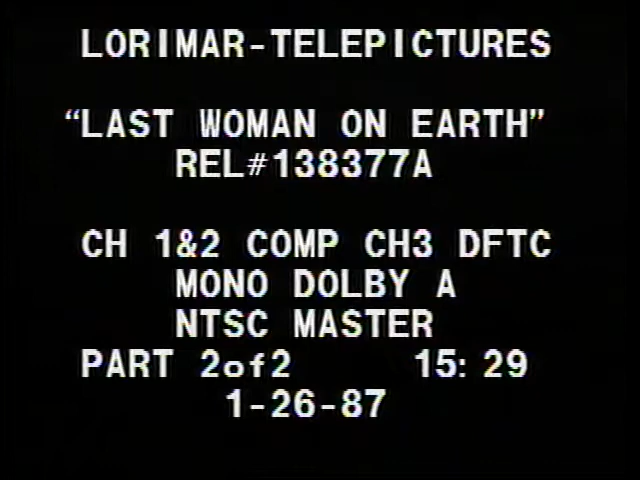 LORIMAR-TELEPICTURES
“LAST WOMAN ON EARTH”
REL#138377A
CH 1&2 COMP CH3 DFTC
MONO DOLBY A
NTSC MASTER
PART 2of2 15:29
1-26-87